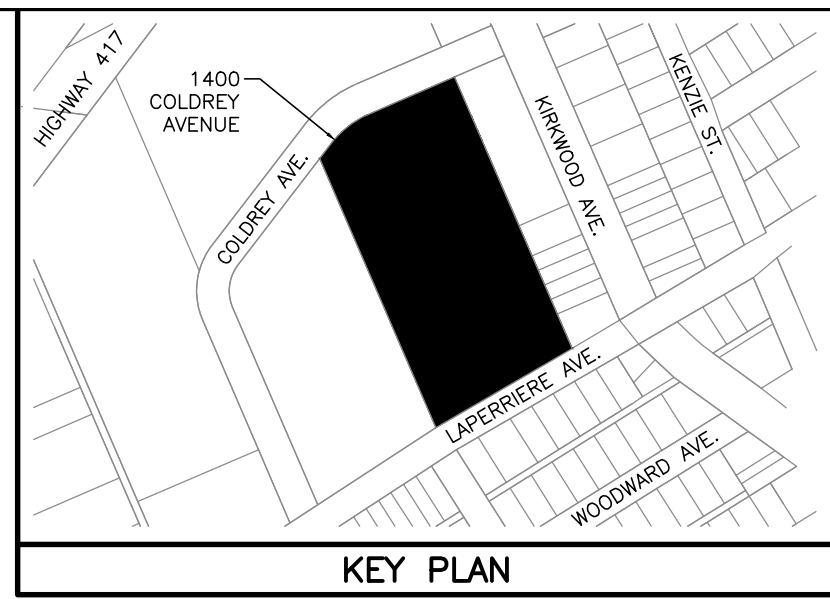 HIGHWAY 417
1400
COLDREY
AVENUE
COLDREY AVE.
KIRKWOOD AVE.
KENZIE ST.
LAPERRIERE AVE.
WOODWARD AVE.
KEY PLAN